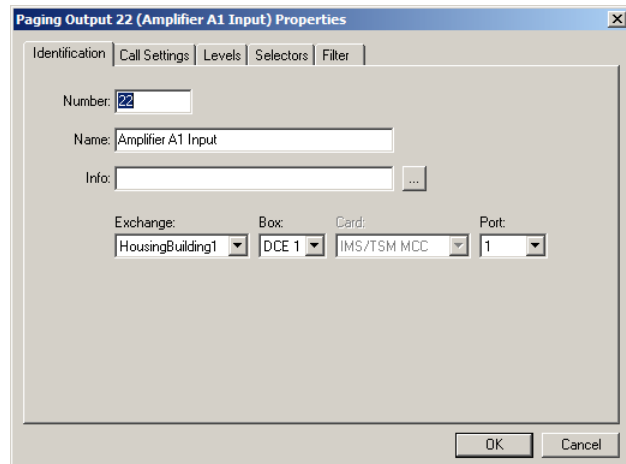 Paging Output 22 (Amplifier A1 Input) Properties
Identification Call Settings Levels Selectors Filter
Number: 22
Name: Amplifier A1 Input
Info: ...
Exchange: Box: Card: Port:
HousingBuilding1 DCE 1 IMS/TSM MCC 1
OK Cancel